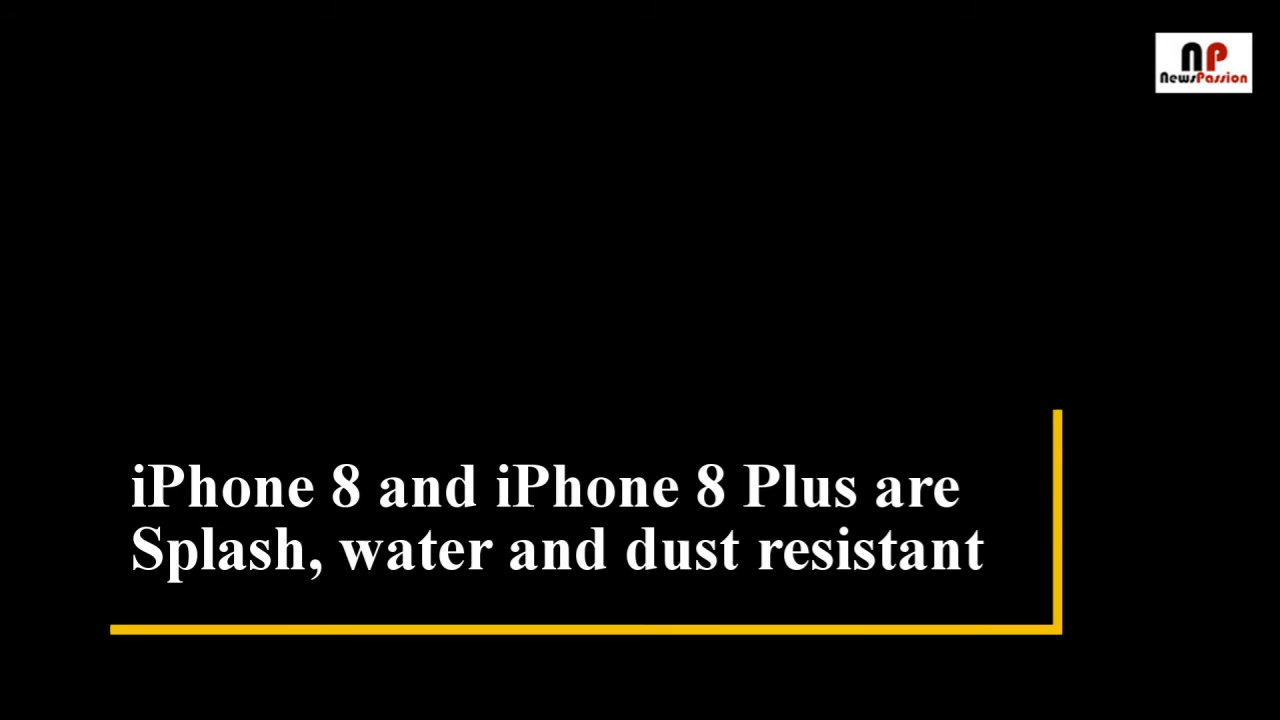 NP
NewsPassion
iPhone 8 and iPhone 8 Plus are
Splash, water and dust resistant